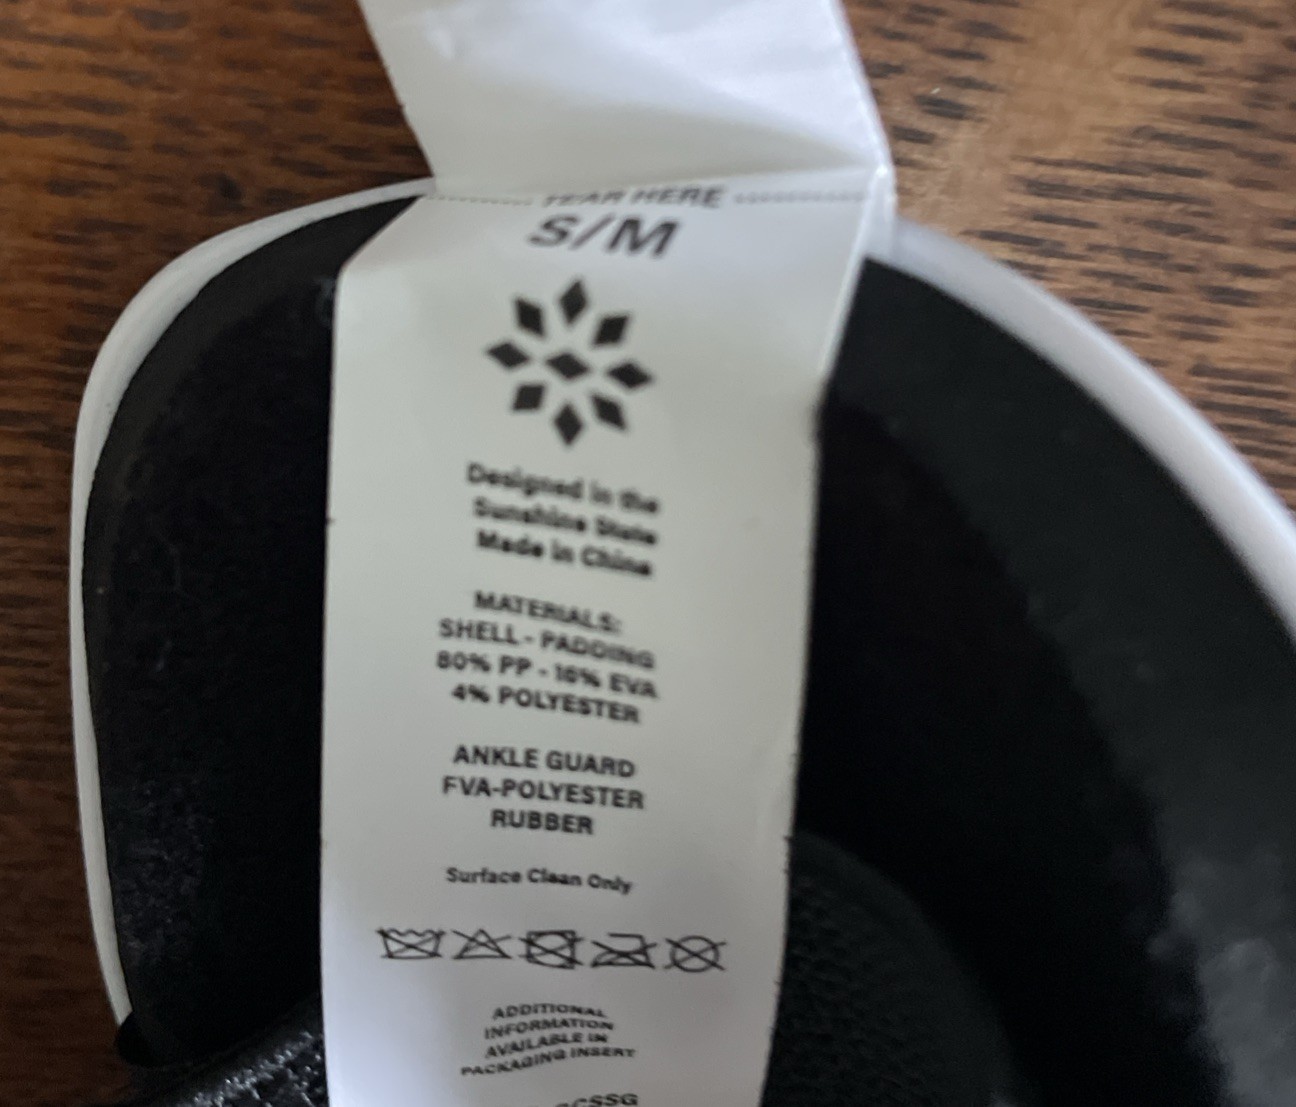 TEAR HERE
S/M
Designed in the
Sunshine State
Made in China
MATERIALS:
SHELL - PADDING
80% PP - 16% EVA
4% POLYESTER
ANKLE GUARD
FVA-POLYESTER
RUBBER
Surface Clean Only
ADDITIONAL
INFORMATION
AVAILABLE IN
PACKAGING INSERT